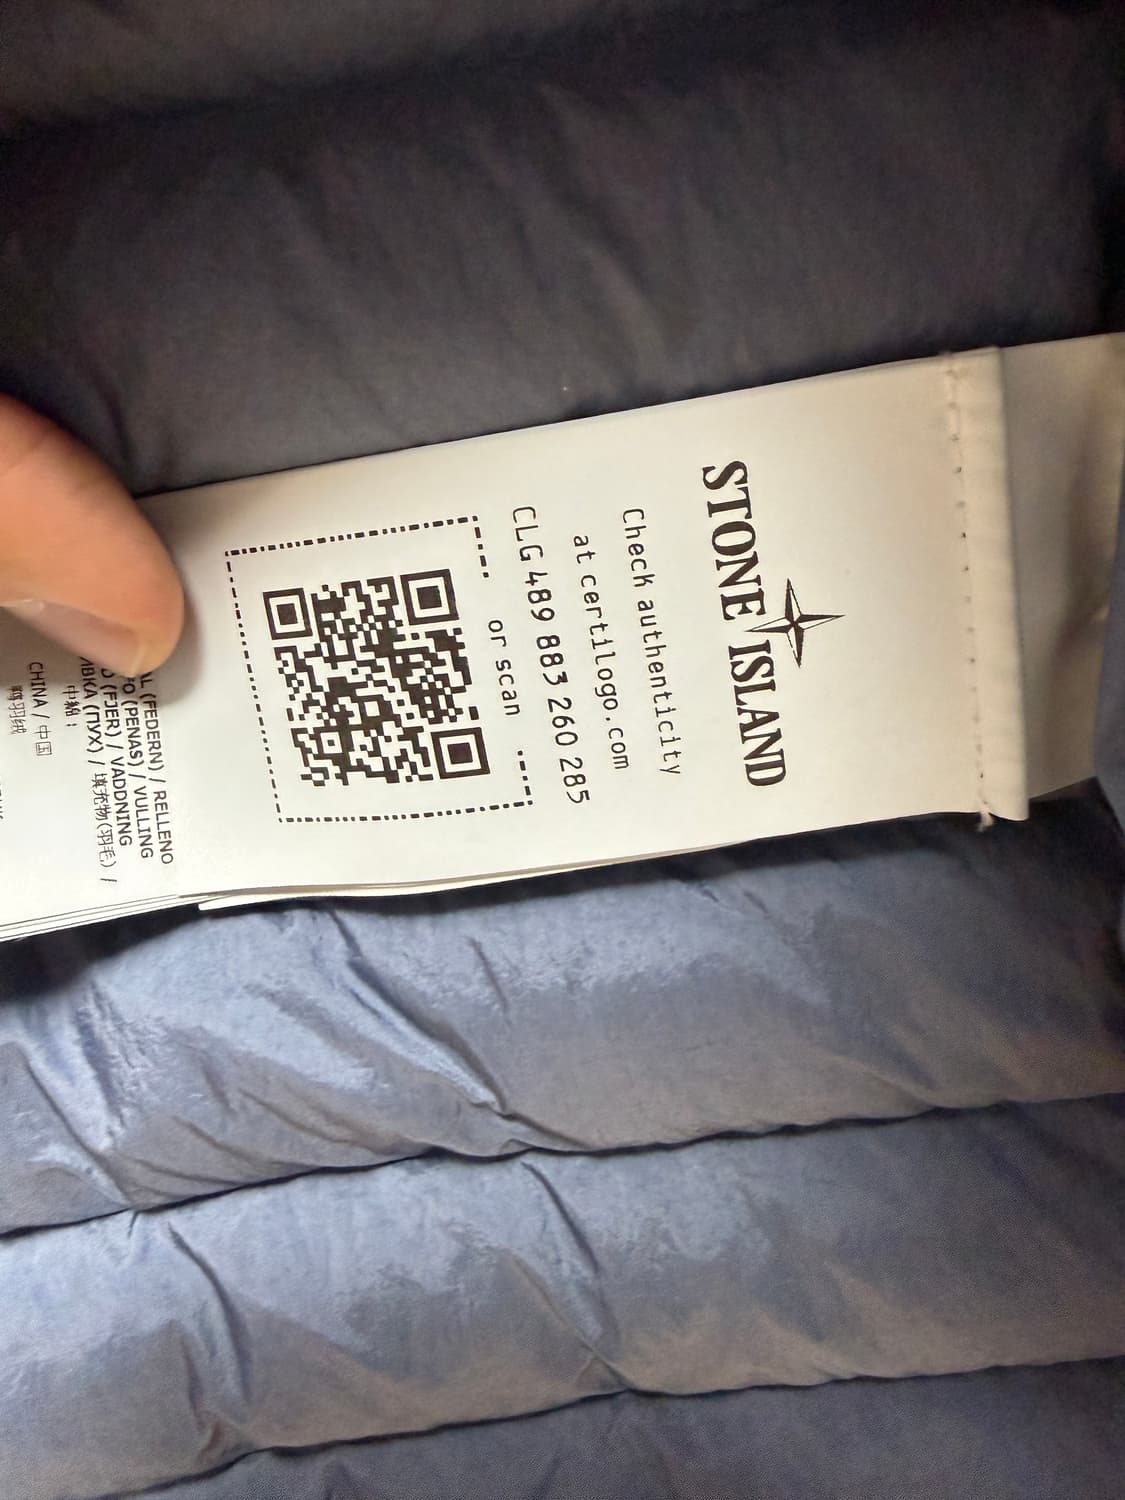 STONE ISLAND
Check authenticity
at certilogo.com
CLG 489 883 260 285
or scan
(FEDERN) / RELLENO
(PENAS) / VULLING
(FJER) / VADDNING
(ПУХ) / 填充物(羽毛) /
CHINA / 中国